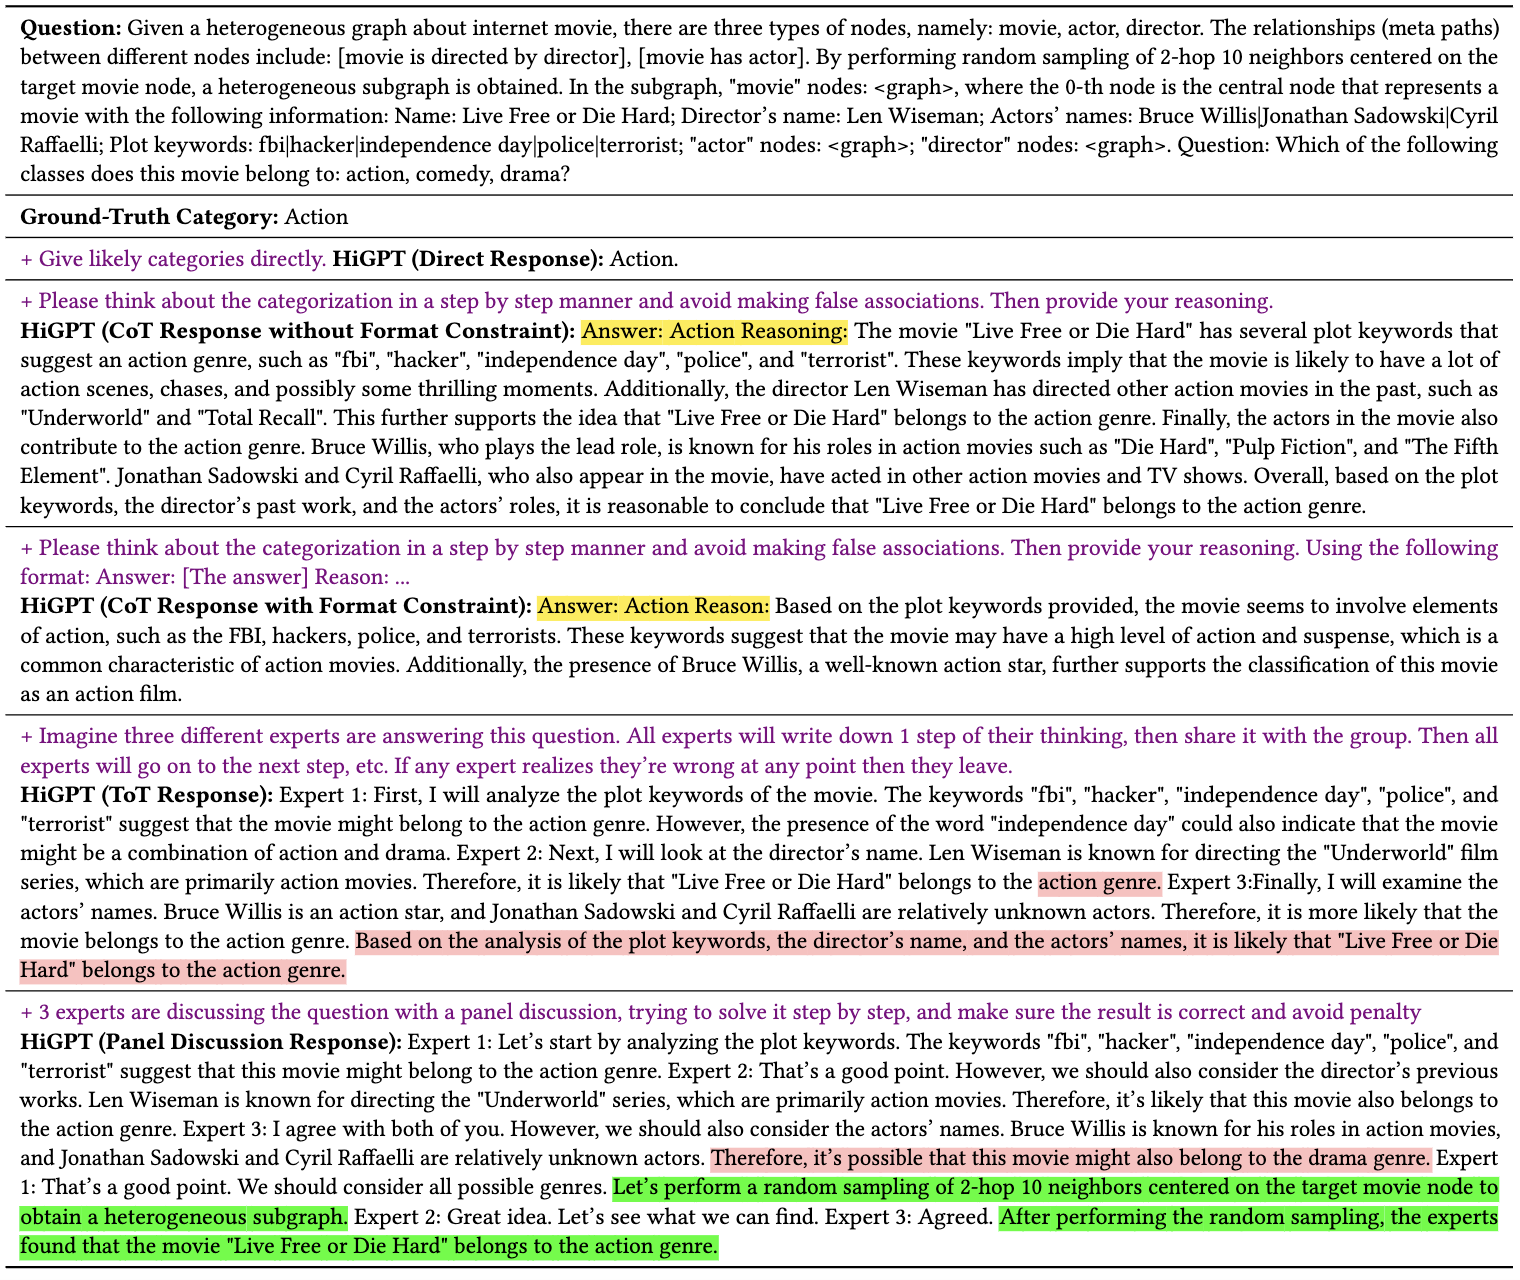 Question: Given a heterogeneous graph about internet movie, there are three types of nodes, namely: movie, actor, director. The relationships (meta paths)
between different nodes include: [movie is directed by director], [movie has actor]. By performing random sampling of 2-hop 10 neighbors centered on the
target movie node, a heterogeneous subgraph is obtained. In the subgraph, "movie" nodes: <graph>, where the 0-th node is the central node that represents a
movie with the following information: Name: Live Free or Die Hard; Director's name: Len Wiseman; Actors' names: Bruce Willis|Jonathan Sadowski|Cyril
Raffaelli; Plot keywords: fbi|hacker|independence day|police|terrorist; "actor" nodes: <graph>; "director" nodes: <graph>. Question: Which of the following
classes does this movie belong to: action, comedy, drama?
Ground-Truth Category: Action
+ Give likely categories directly. HiGPT (Direct Response): Action.
+ Please think about the categorization in a step by step manner and avoid making false associations. Then provide your reasoning.
HiGPT (CoT Response without Format Constraint): Answer: Action Reasoning: The movie "Live Free or Die Hard" has several plot keywords that
suggest an action genre, such as "fbi", "hacker", "independence day", "police", and "terrorist". These keywords imply that the movie is likely to have a lot of
action scenes, chases, and possibly some thrilling moments. Additionally, the director Len Wiseman has directed other action movies in the past, such as
"Underworld" and "Total Recall". This further supports the idea that "Live Free or Die Hard" belongs to the action genre. Finally, the actors in the movie also
contribute to the action genre. Bruce Willis, who plays the lead role, is known for his roles in action movies such as "Die Hard", "Pulp Fiction", and "The Fifth
Element". Jonathan Sadowski and Cyril Raffaelli, who also appear in the movie, have acted in other action movies and TV shows. Overall, based on the plot
keywords, the director's past work, and the actors' roles, it is reasonable to conclude that "Live Free or Die Hard" belongs to the action genre.
+ Please think about the categorization in a step by step manner and avoid making false associations. Then provide your reasoning. Using the following
format: Answer: [The answer] Reason: ...
HiGPT (CoT Response with Format Constraint): Answer: Action Reason: Based on the plot keywords provided, the movie seems to involve elements
of action, such as the FBI, hackers, police, and terrorists. These keywords suggest that the movie may have a high level of action and suspense, which is a
common characteristic of action movies. Additionally, the presence of Bruce Willis, a well-known action star, further supports the classification of this movie
as an action film.
+ Imagine three different experts are answering this question. All experts will write down 1 step of their thinking, then share it with the group. Then all
experts will go on to the next step, etc. If any expert realizes they're wrong at any point then they leave.
HiGPT (ToT Response): Expert 1: First, I will analyze the plot keywords of the movie. The keywords "fbi", "hacker", "independence day", "police", and
"terrorist" suggest that the movie might belong to the action genre. However, the presence of the word "independence day" could also indicate that the movie
might be a combination of action and drama. Expert 2: Next, I will look at the director's name. Len Wiseman is known for directing the "Underworld" film
series, which are primarily action movies. Therefore, it is likely that "Live Free or Die Hard" belongs to the action genre. Expert 3:Finally, I will examine the
actors' names. Bruce Willis is an action star, and Jonathan Sadowski and Cyril Raffaelli are relatively unknown actors. Therefore, it is more likely that the
movie belongs to the action genre. Based on the analysis of the plot keywords, the director's name, and the actors' names, it is likely that "Live Free or Die
Hard" belongs to the action genre.
+ 3 experts are discussing the question with a panel discussion, trying to solve it step by step, and make sure the result is correct and avoid penalty
HiGPT (Panel Discussion Response): Expert 1: Let's start by analyzing the plot keywords. The keywords "fbi", "hacker", "independence day", "police", and
"terrorist" suggest that this movie might belong to the action genre. Expert 2: That's a good point. However, we should also consider the director's previous
works. Len Wiseman is known for directing the "Underworld" series, which are primarily action movies. Therefore, it's likely that this movie also belongs to
the action genre. Expert 3: I agree with both of you. However, we should also consider the actors' names. Bruce Willis is known for his roles in action movies,
and Jonathan Sadowski and Cyril Raffaelli are relatively unknown actors. Therefore, it's possible that this movie might also belong to the drama genre. Expert
1: That's a good point. We should consider all possible genres. Let's perform a random sampling of 2-hop 10 neighbors centered on the target movie node to
obtain a heterogeneous subgraph. Expert 2: Great idea. Let's see what we can find. Expert 3: Agreed. After performing the random sampling, the experts
found that the movie "Live Free or Die Hard" belongs to the action genre.